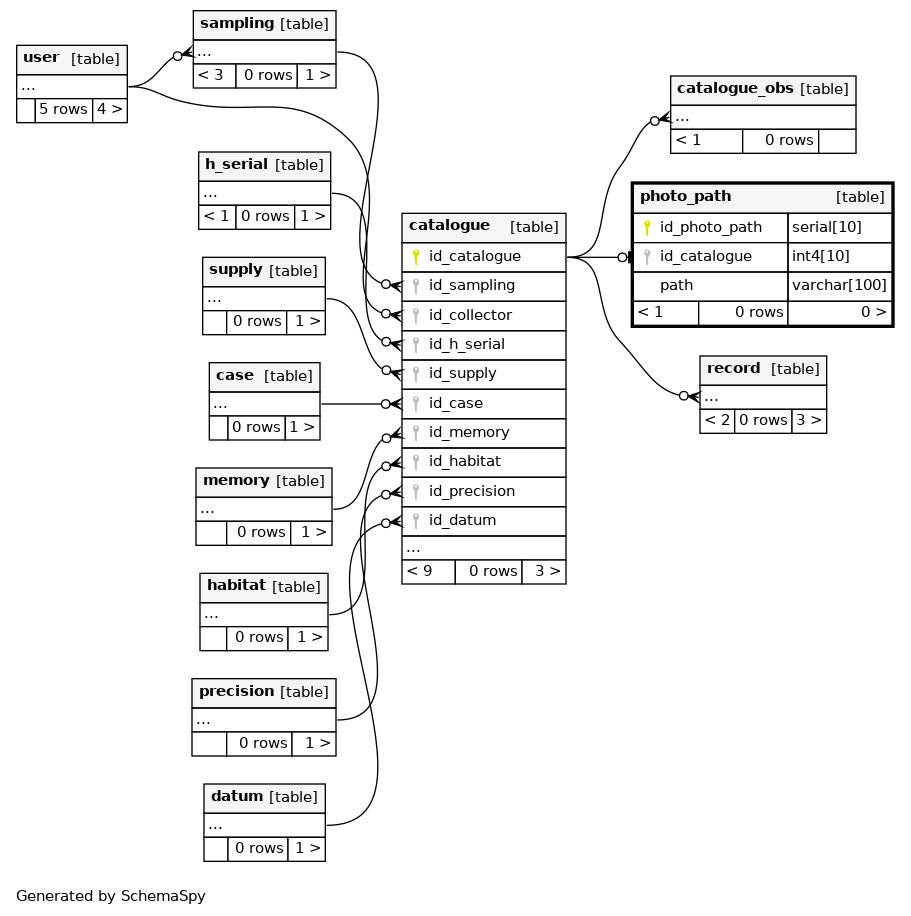 sampling [table]
...
< 3 0 rows 1 >
user [table]
...
5 rows 4 >
h_serial [table]
...
< 1 0 rows 1 >
supply [table]
...
0 rows 1 >
case [table]
...
0 rows 1 >
memory [table]
...
0 rows 1 >
habitat [table]
...
0 rows 1 >
precision [table]
...
0 rows 1 >
datum [table]
...
0 rows 1 >
catalogue [table]
id_catalogue
id_sampling
id_collector
id_h_serial
id_supply
id_case
id_memory
id_habitat
id_precision
id_datum
...
< 9 0 rows 3 >
catalogue_obs [table]
...
< 1 0 rows
photo_path [table]
id_photo_path serial[10]
id_catalogue int4[10]
path varchar[100]
< 1 0 rows 0 >
record [table]
...
< 2 0 rows 3 >
Generated by SchemaSpy